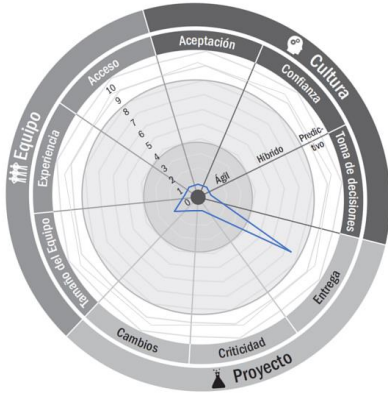 Cultura
Aceptación
Confianza
Toma de decisiones
Equipo
Acceso
Experiencia
Tamaño del Equipo
Proyecto
Cambios
Criticidad
Entrega
10
9
8
7
6
5
4
3
2
1
0
Ágil
Híbrido
Predic-
tivo